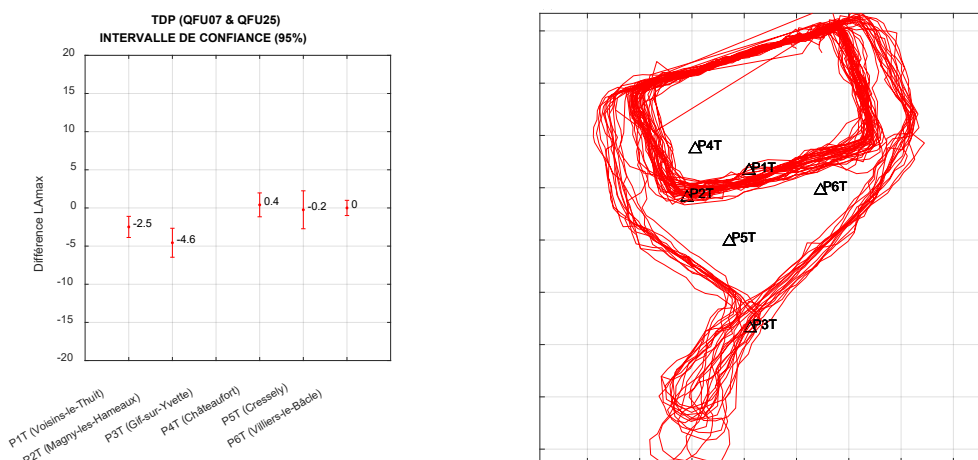 TDP (QFU07 & QFU25)
INTERVALLE DE CONFIANCE (95%)
Différence LAmax
20
15
10
5
0
-5
-10
-15
-20
-2.5
-4.6
0.4
-0.2
0
P1T (Voisins-le-Thuit)
P2T (Magny-les-Hameaux)
P3T (Gif-sur-Yvette)
P4T (Châteaufort)
P5T (Cressely)
P6T (Villiers-le-Bâcle)
P4T
P1T
P2T
P6T
P5T
P3T